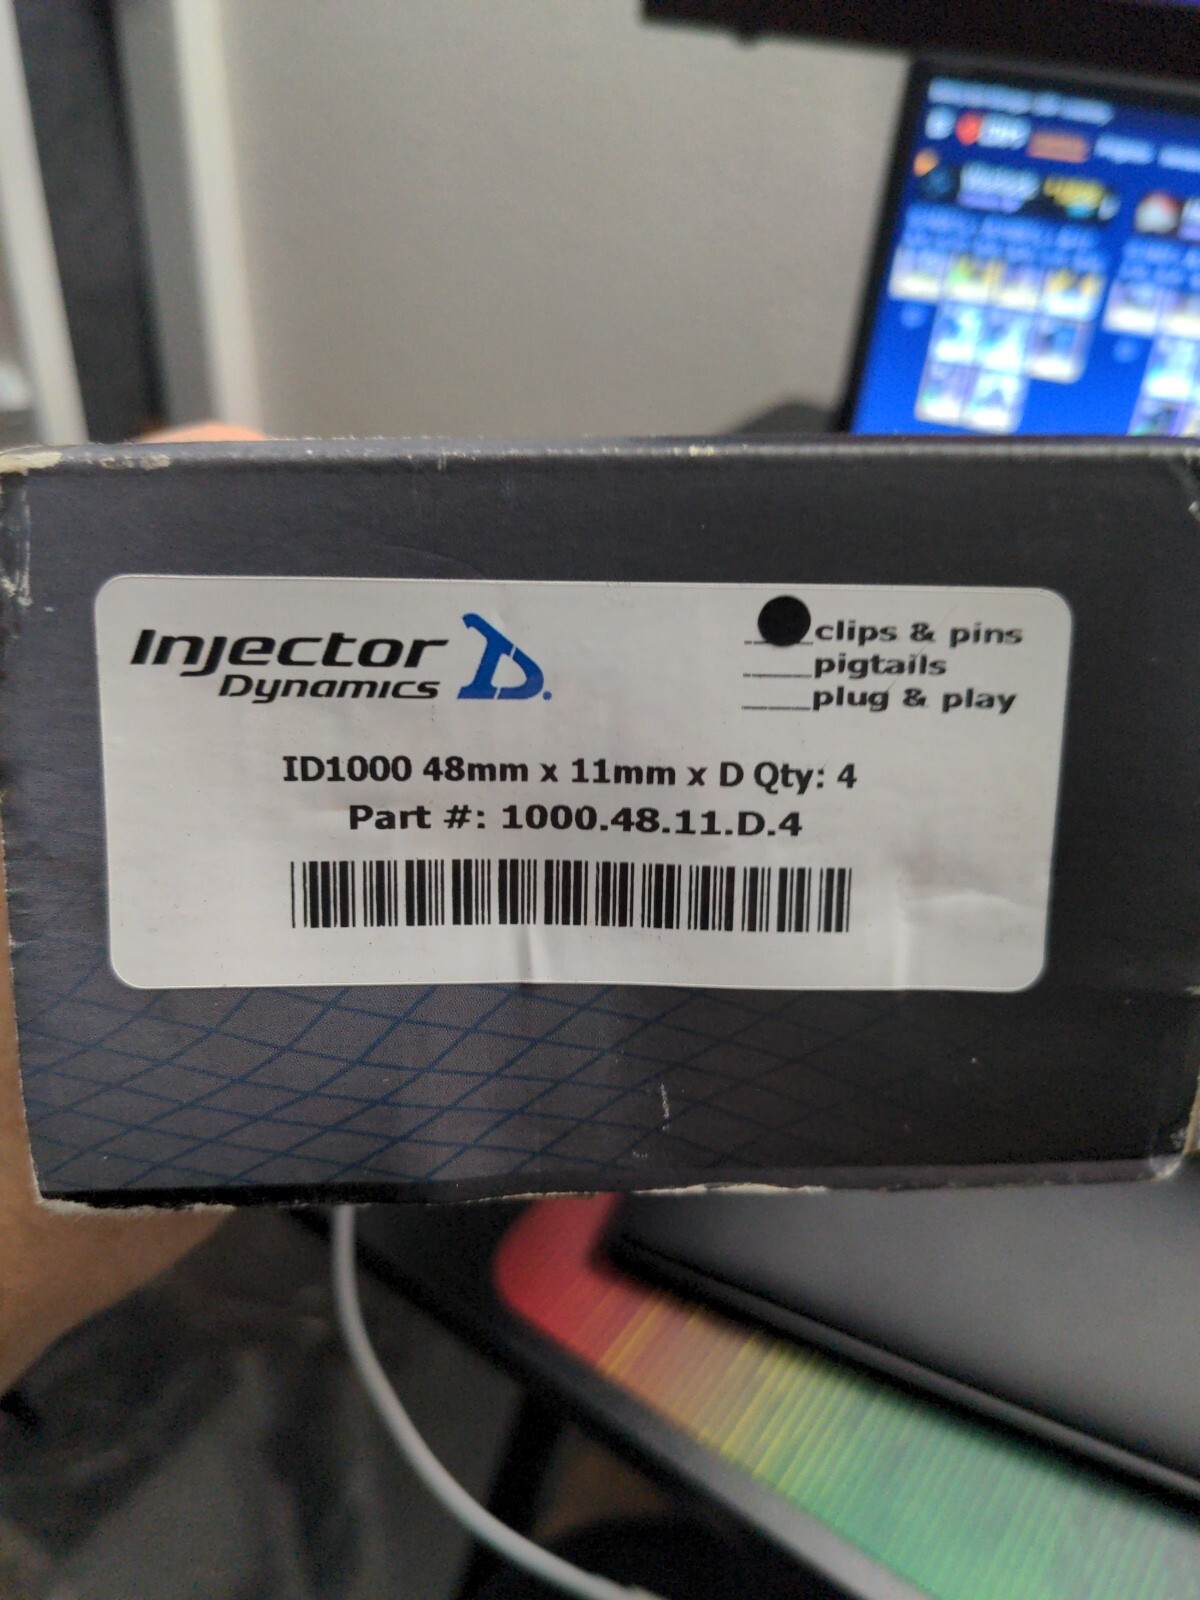 Injector
Dynamics
clips & pins
pigtails
plug & play
ID1000 48mm x 11mm x D Qty: 4
Part #: 1000.48.11.D.4